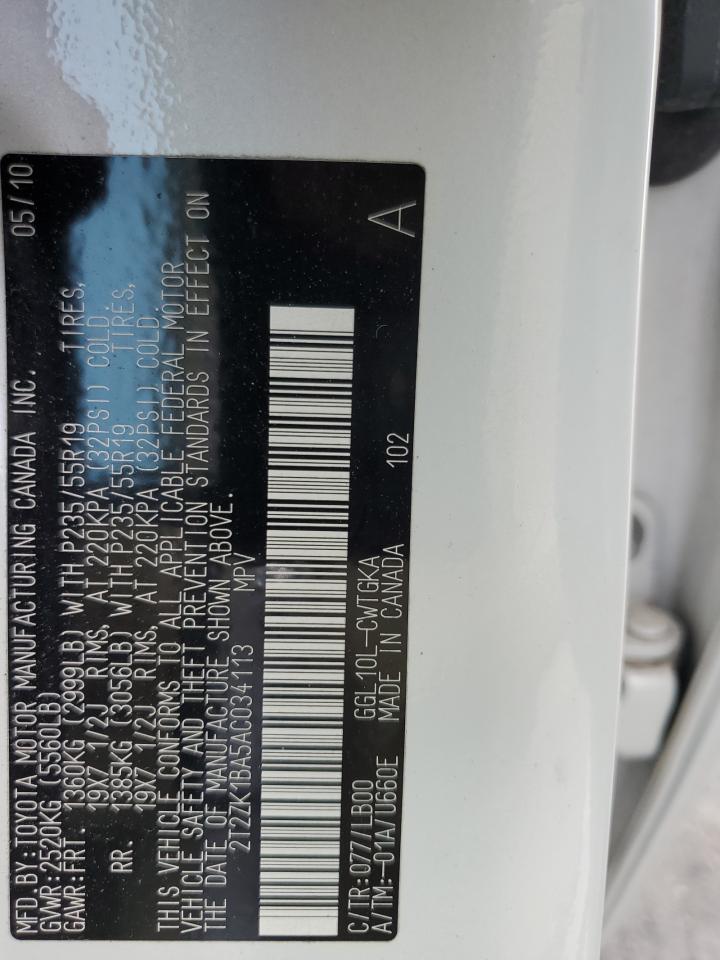 MFD.BY:TOYOTA MOTOR MANUFACTURING CANADA INC. 05/10
GVWR:2520KG (5560LB)
GAWR:FRT. 1360KG (2999LB) WITH P235/55R19 TIRES,
19X7 1/2J RIMS, AT 220KPA (32PSI) COLD.
RR. 1385KG (3056LB) WITH P235/55R19 TIRES,
19X7 1/2J RIMS, AT 220KPA (32PSI) COLD.
THIS VEHICLE CONFORMS TO ALL APPLICABLE FEDERAL MOTOR
VEHICLE SAFETY AND THEFT PREVENTION STANDARDS IN EFFECT ON
THE DATE OF MANUFACTURE SHOWN ABOVE.
2T2ZK1BA5AC034113 MPV
C/TR:077/LB00 GGL10L-CWTGKA 102 A
A/TM:-01A/U660E MADE IN CANADA